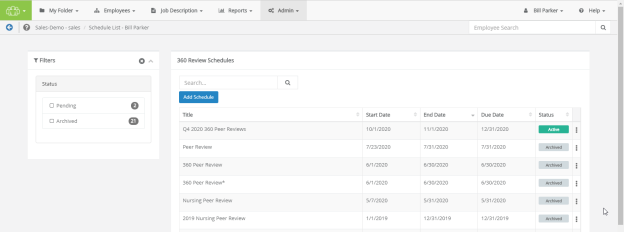 My Folder Employees Job Description Reports Admin Bill Parker Help
Sales-Demo - sales Schedule List - Bill Parker Employee Search
Filters
Status
Pending 3
Archived 21
360 Review Schedules
Search...
Add Schedule
Title Start Date End Date Due Date Status
Q4 2020 360 Peer Reviews 10/1/2020 11/1/2020 12/31/2020 Active
Peer Review 7/23/2020 7/31/2020 7/31/2020 Archived
360 Peer Review 6/1/2020 6/30/2020 6/30/2020 Archived
360 Peer Review* 6/1/2020 6/30/2020 6/30/2020 Archived
Nursing Peer Review 5/7/2020 5/31/2020 5/31/2020 Archived
2019 Nursing Peer Review 1/1/2019 12/31/2019 12/31/2019 Archived